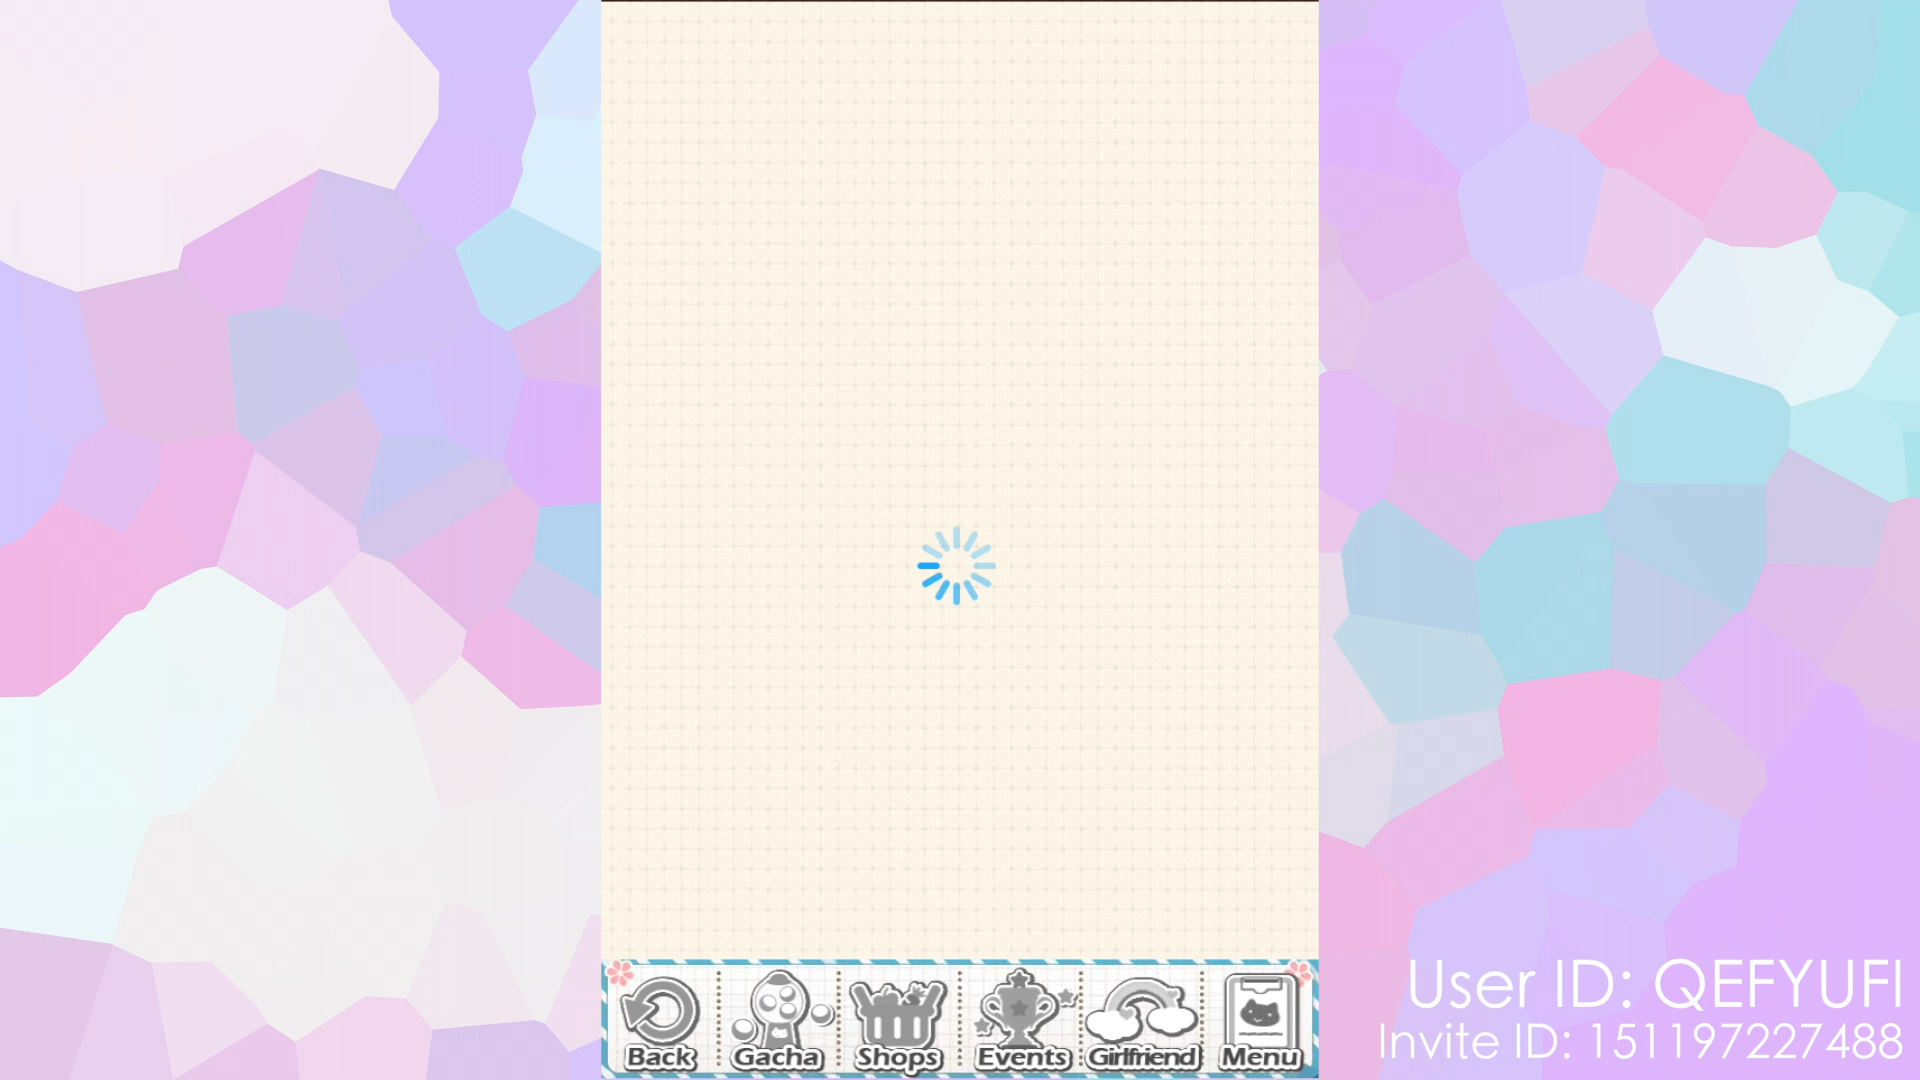 Back
Gacha
Shops
Events
Girlfriend
Menu
User ID: QEFYUFI
Invite ID: 151197227488